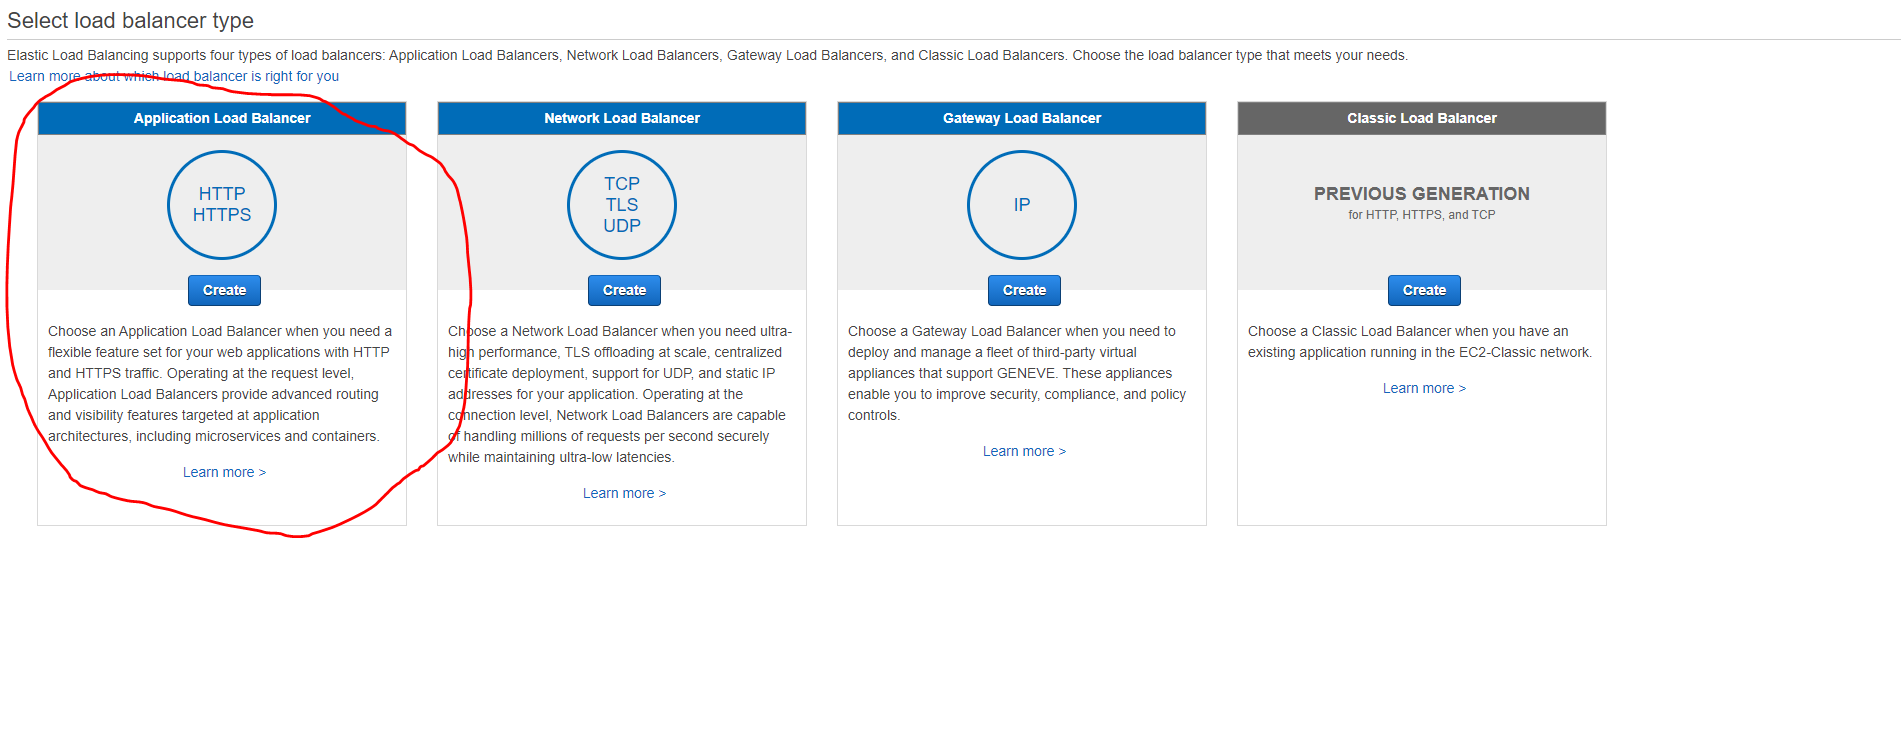 Select load balancer type
Elastic Load Balancing supports four types of load balancers: Application Load Balancers, Network Load Balancers, Gateway Load Balancers, and Classic Load Balancers. Choose the load balancer type that meets your needs.
Learn more about which load balancer is right for you
Application Load Balancer
HTTP
HTTPS
Create
Choose an Application Load Balancer when you need a
flexible feature set for your web applications with HTTP
and HTTPS traffic. Operating at the request level,
Application Load Balancers provide advanced routing
and visibility features targeted at application
architectures, including microservices and containers.
Learn more >
Network Load Balancer
TCP
TLS
UDP
Create
Choose a Network Load Balancer when you need ultra-
high performance, TLS offloading at scale, centralized
certificate deployment, support for UDP, and static IP
addresses for your application. Operating at the
connection level, Network Load Balancers are capable
of handling millions of requests per second securely
while maintaining ultra-low latencies.
Learn more >
Gateway Load Balancer
IP
Create
Choose a Gateway Load Balancer when you need to
deploy and manage a fleet of third-party virtual
appliances that support GENEVE. These appliances
enable you to improve security, compliance, and policy
controls.
Learn more >
Classic Load Balancer
PREVIOUS GENERATION
for HTTP, HTTPS, and TCP
Create
Choose a Classic Load Balancer when you have an
existing application running in the EC2-Classic network.
Learn more >